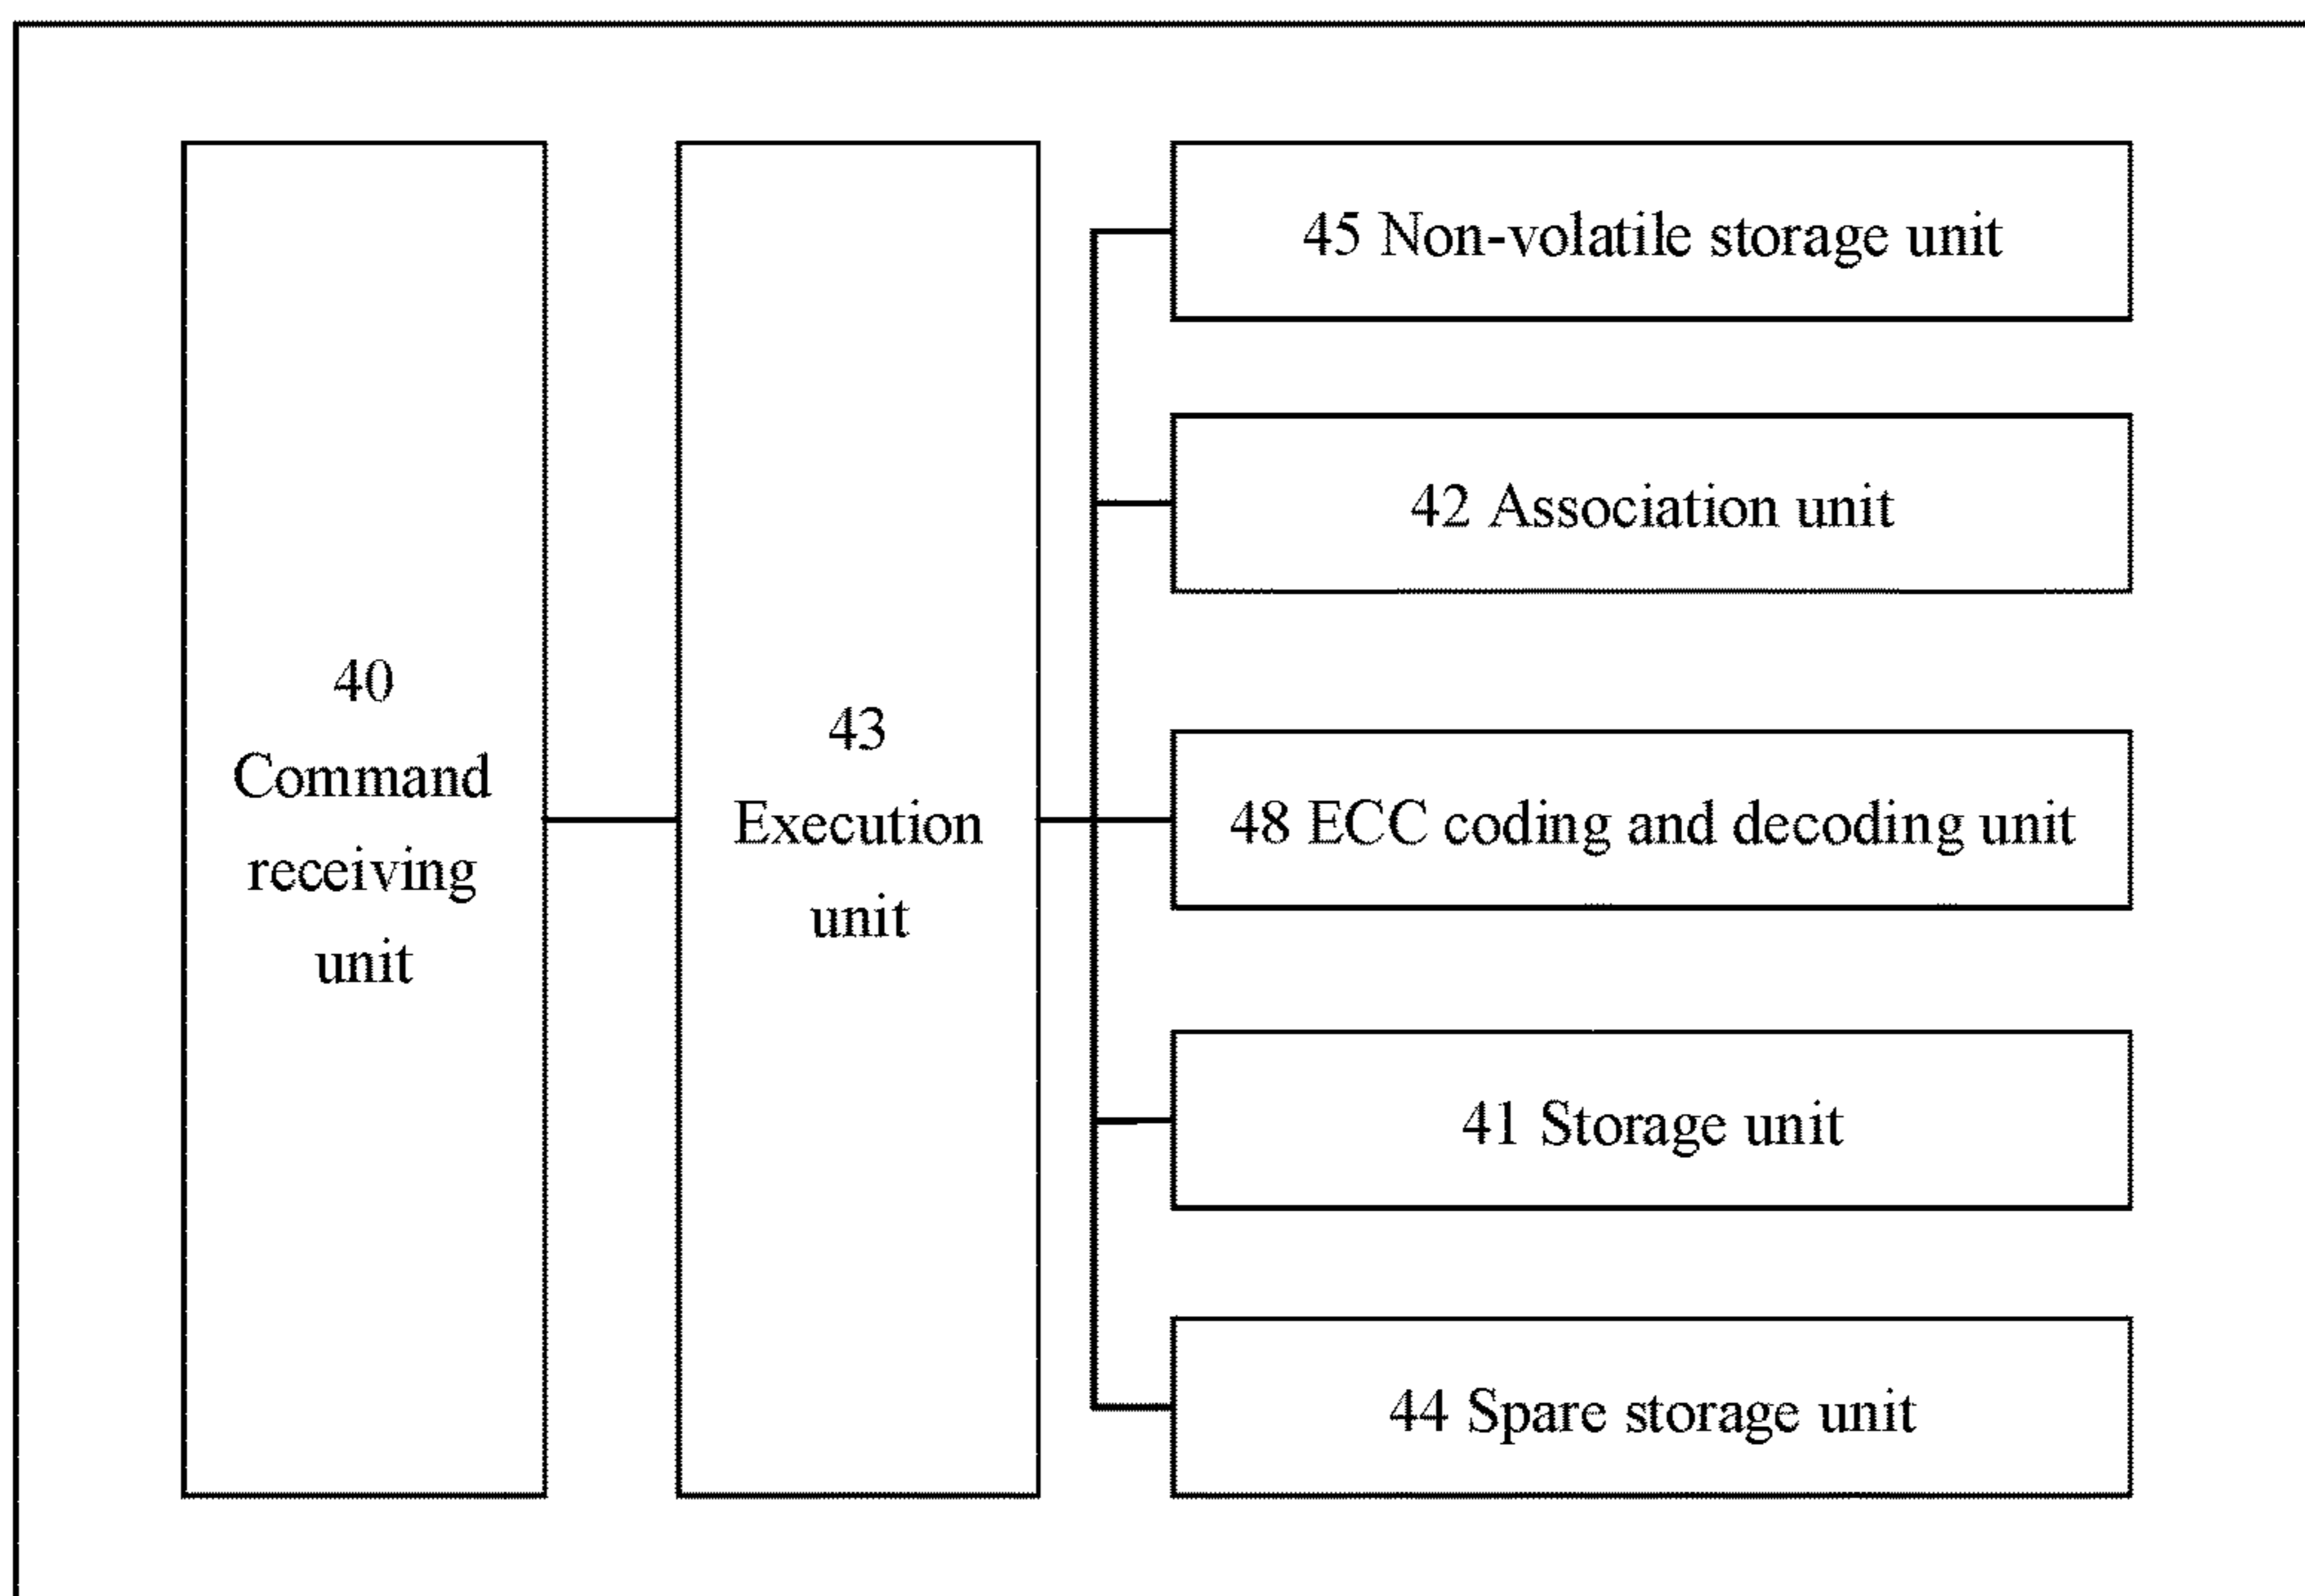 40
Command
receiving
unit
43
Execution
unit
45 Non-volatile storage unit
42 Association unit
48 ECC coding and decoding unit
41 Storage unit
44 Spare storage unit